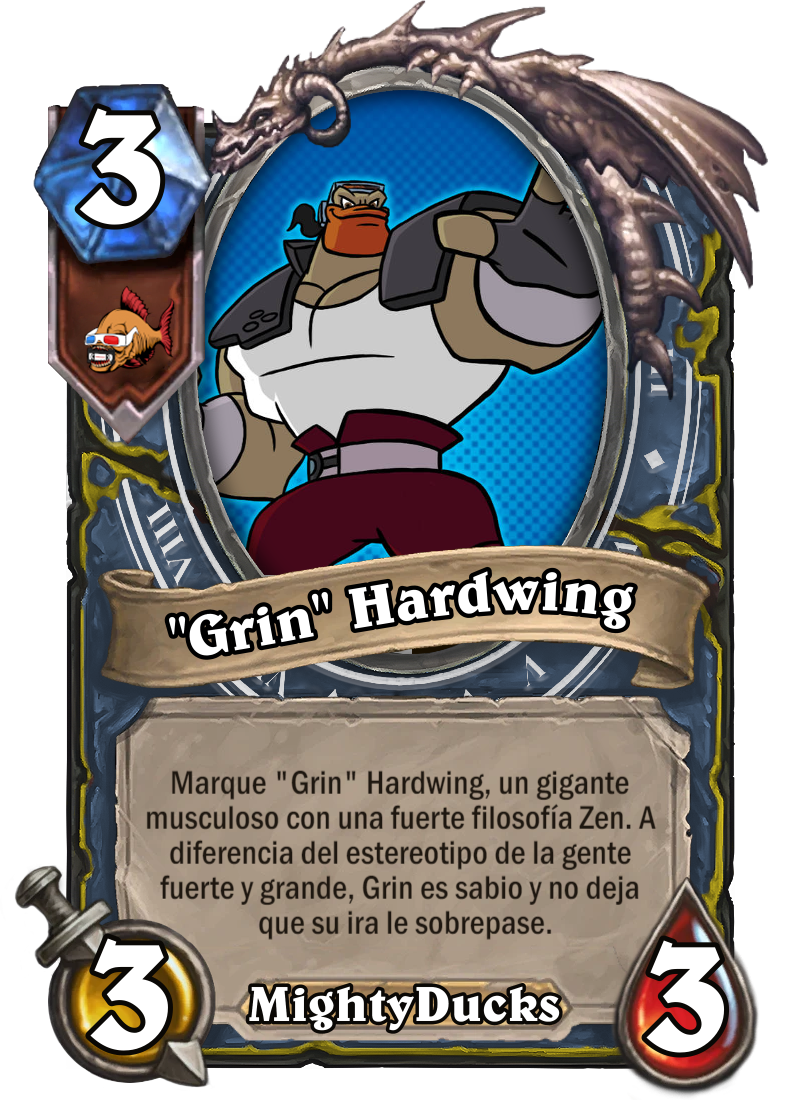 3
"Grin" Hardwing
Marque "Grin" Hardwing, un gigante
musculoso con una fuerte filosofía Zen. A
diferencia del estereotipo de la gente
fuerte y grande, Grin es sabio y no deja
que su ira le sobrepase.
3
MightyDucks
3